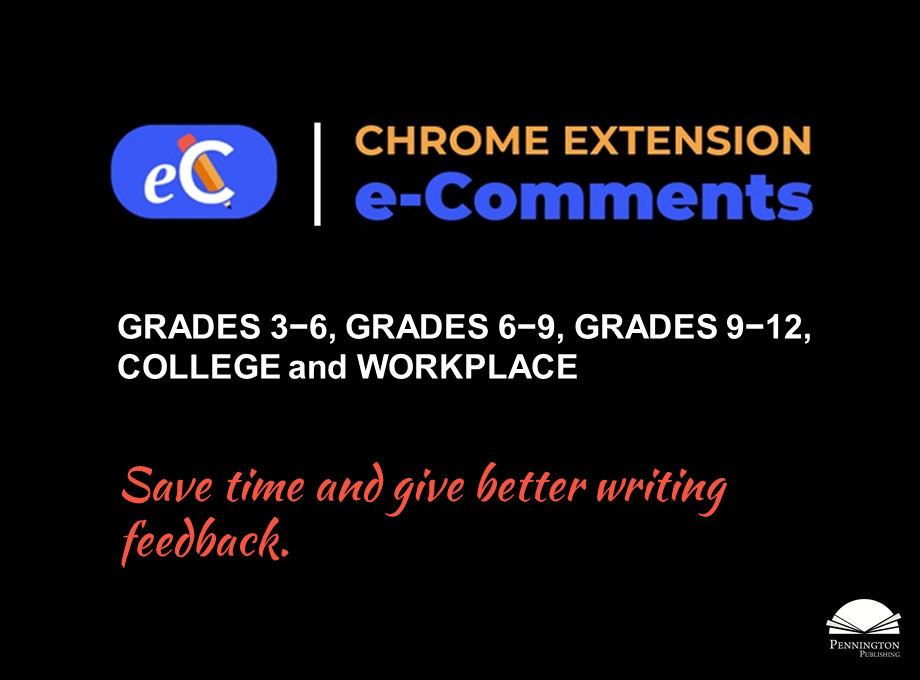 eC
CHROME EXTENSION
e-Comments
GRADES 3−6, GRADES 6−9, GRADES 9−12,
COLLEGE and WORKPLACE
Save time and give better writing
feedback.
PENNINGTON
PUBLISHING